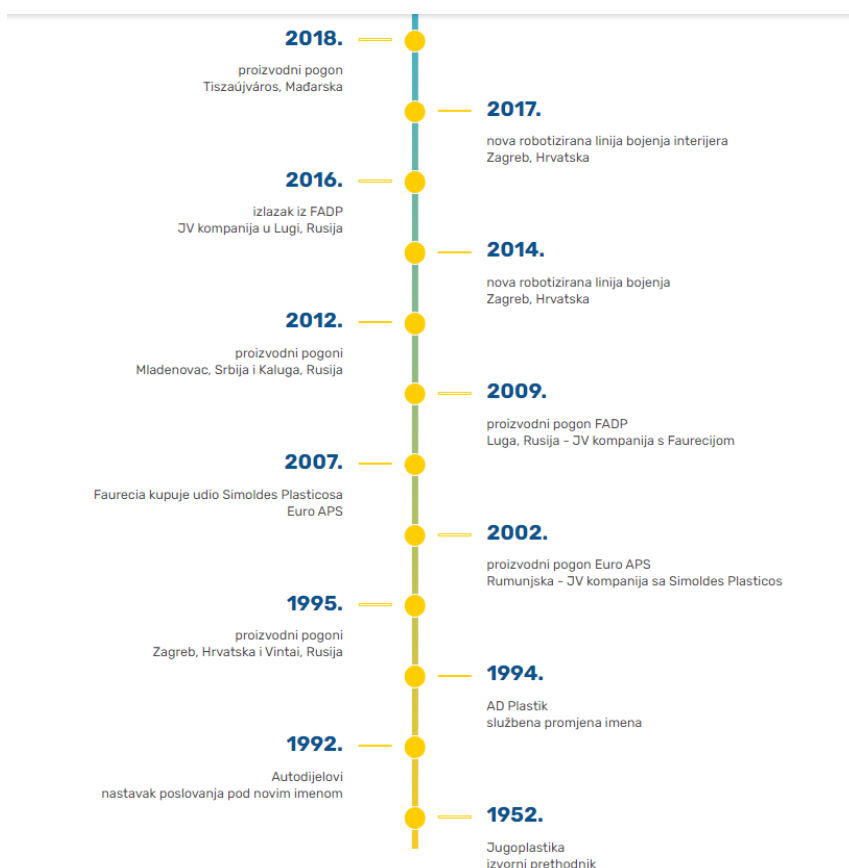 2018.
proizvodni pogon
Tiszaújváros, Mađarska
2017.
nova robotizirana linija bojenja interijera
Zagreb, Hrvatska
2016.
izlazak iz FADP
JV kompanija u Lugi, Rusija
2014.
nova robotizirana linija bojenja
Zagreb, Hrvatska
2012.
proizvodni pogoni
Mladenovac, Srbija i Kaluga, Rusija
2009.
proizvodni pogon FADP
Luga, Rusija - JV kompanija s Faurecijom
2007.
Faurecia kupuje udio Simoldes Plasticosa
Euro APS
2002.
proizvodni pogon Euro APS
Rumunjska - JV kompanija sa Simoldes Plasticos
1995.
proizvodni pogoni
Zagreb, Hrvatska i Vintai, Rusija
1994.
AD Plastik
službena promjena imena
1992.
Autodijelovi
nastavak poslovanja pod novim imenom
1952.
Jugoplastika
izvorni prethodnik